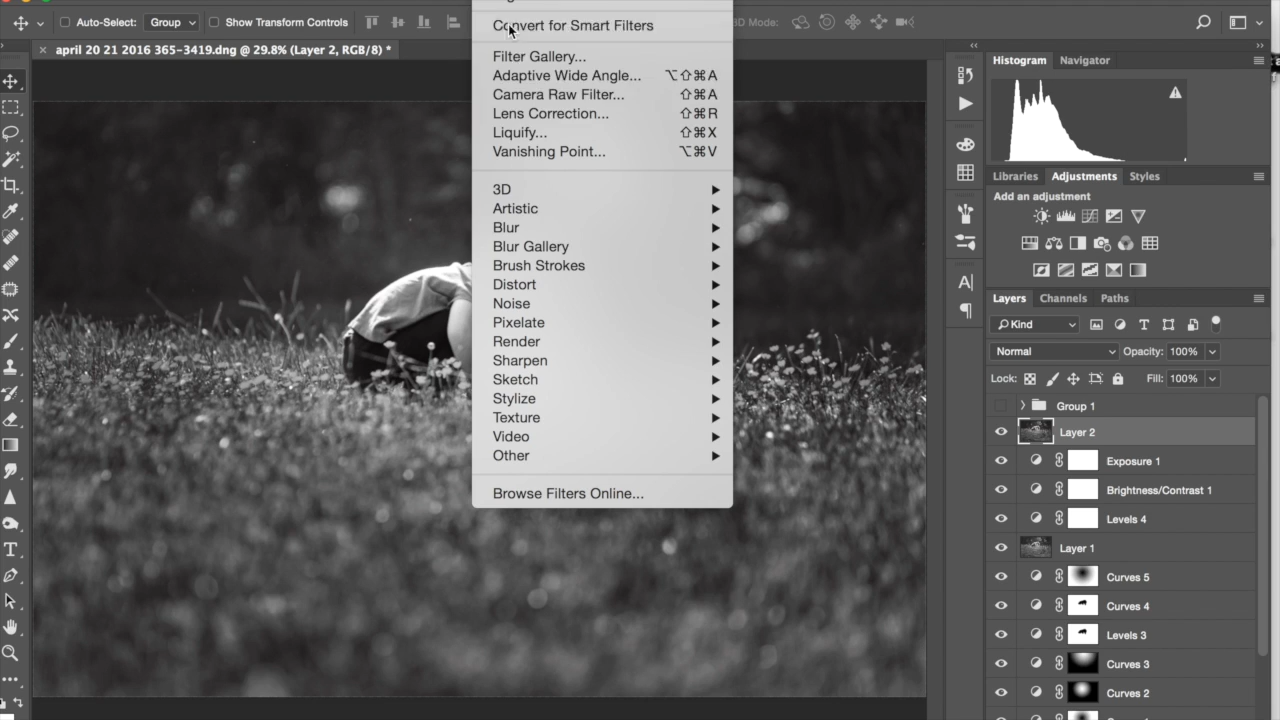 Auto-Select: Group Show Transform Controls 3D Mode:
× april 20 21 2016 365-3419.dng @ 29.8% (Layer 2, RGB/8) *
Convert for Smart Filters
Filter Gallery...
Adaptive Wide Angle... ⌥⇧⌘A
Camera Raw Filter... ⇧⌘A
Lens Correction... ⇧⌘R
Liquify... ⇧⌘X
Vanishing Point... ⌥⌘V
3D
Artistic
Blur
Blur Gallery
Brush Strokes
Distort
Noise
Pixelate
Render
Sharpen
Sketch
Stylize
Texture
Video
Other
Browse Filters Online...
Histogram Navigator
Libraries Adjustments Styles
Add an adjustment
Layers Channels Paths
Kind
Normal Opacity: 100%
Lock: Fill: 100%
Group 1
Layer 2
Exposure 1
Brightness/Contrast 1
Levels 4
Layer 1
Curves 5
Curves 4
Levels 3
Curves 3
Curves 2